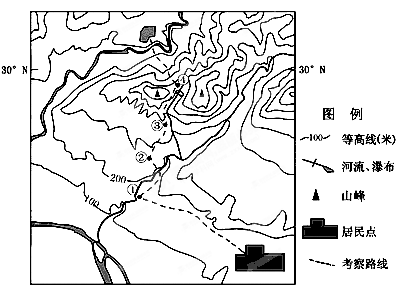 30° N
30° N
④
③
②
200
①
100
图 例
100 等高线(米)
河流、瀑布
山峰
居民点
考察路线